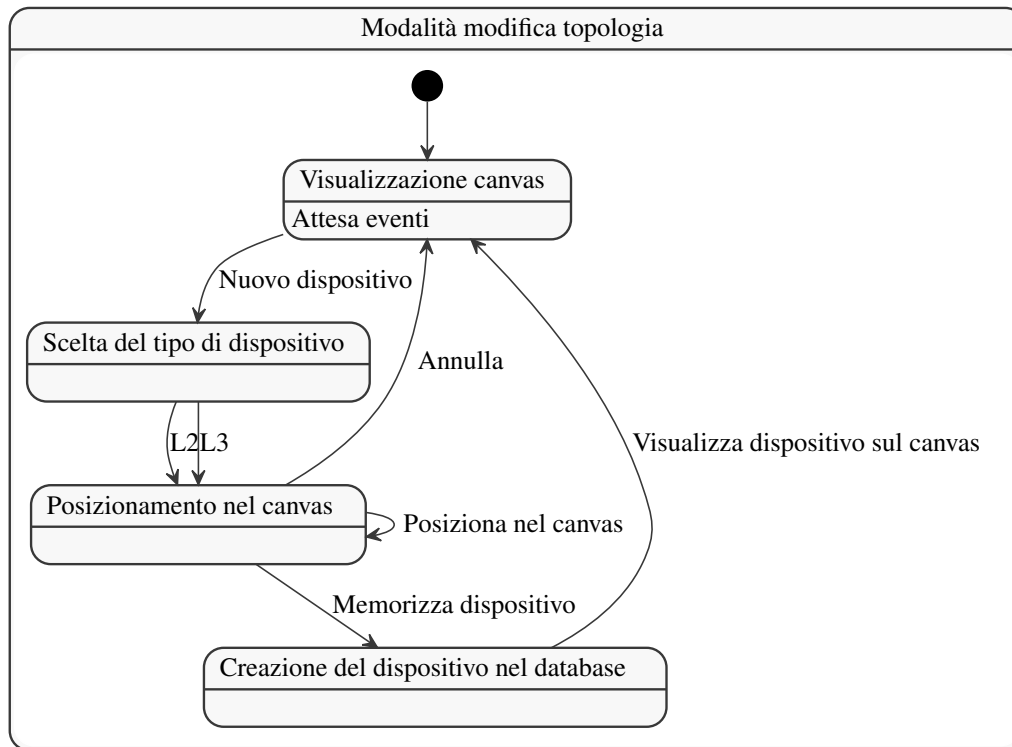 Modalità modifica topologia
Visualizzazione canvas
Attesa eventi
Nuovo dispositivo
Scelta del tipo di dispositivo
Annulla
L2L3
Visualizza dispositivo sul canvas
Posizionamento nel canvas
Posiziona nel canvas
Memorizza dispositivo
Creazione del dispositivo nel database